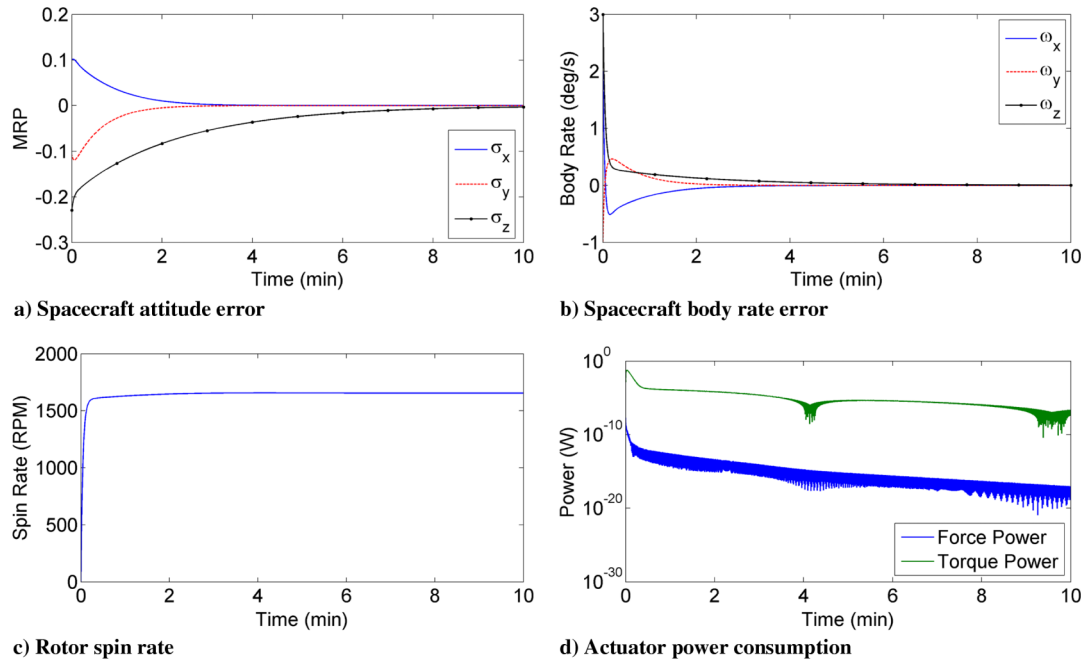 0.2
0.1
0
-0.1
-0.2
-0.3
MRP
σx
σy
σz
0 2 4 6 8 10
Time (min)
a) Spacecraft attitude error
3
2
1
0
-1
Body Rate (deg/s)
ωx
ωy
ωz
0 2 4 6 8 10
Time (min)
b) Spacecraft body rate error
2000
1500
1000
500
0
Spin Rate (RPM)
0 2 4 6 8 10
Time (min)
c) Rotor spin rate
10^0
10^-10
10^-20
10^-30
Power (W)
Force Power
Torque Power
0 2 4 6 8 10
Time (min)
d) Actuator power consumption